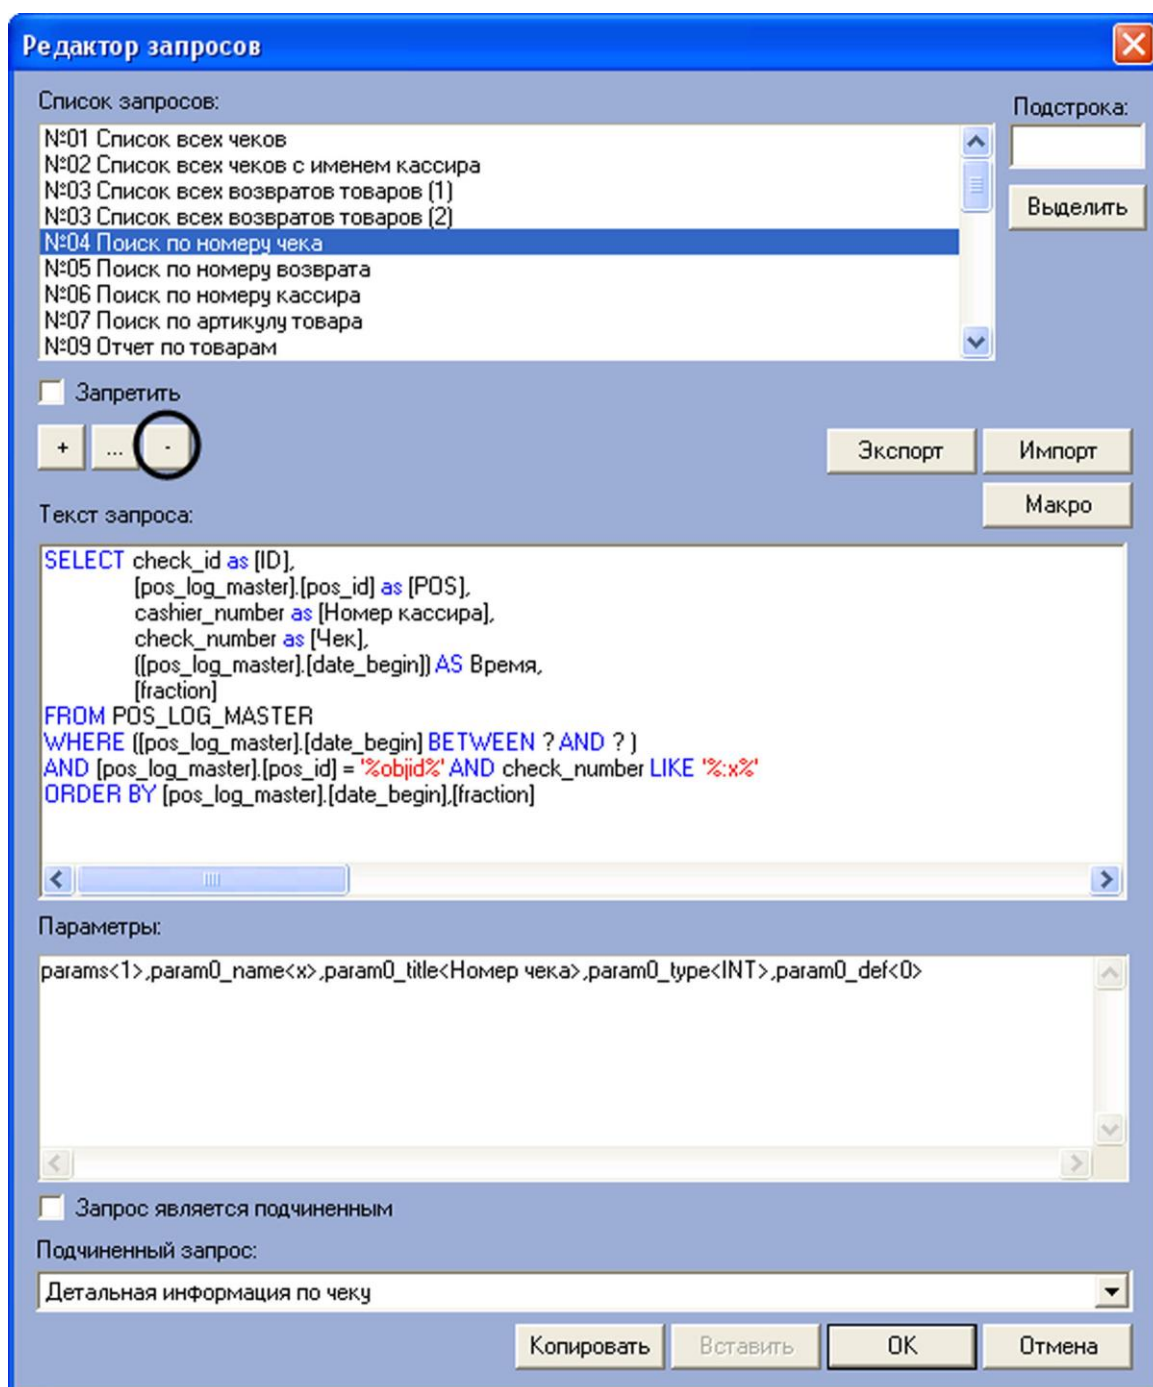 Редактор запросов
Список запросов:
Подстрока:
№01 Список всех чеков
№02 Список всех чеков с именем кассира
№03 Список всех возвратов товаров (1)
№03 Список всех возвратов товаров (2)
№04 Поиск по номеру чека
№05 Поиск по номеру возврата
№06 Поиск по номеру кассира
№07 Поиск по артикулу товара
№09 Отчет по товарам
Выделить
Запретить
+ ... -
Экспорт Импорт
Макро
Текст запроса:
SELECT check_id as [ID],
[pos_log_master].[pos_id] as [POS],
cashier_number as [Номер кассира],
check_number as [Чек],
([pos_log_master].[date_begin]) AS Время,
[fraction]
FROM POS_LOG_MASTER
WHERE ([pos_log_master].[date_begin] BETWEEN ? AND ? )
AND [pos_log_master].[pos_id] = '%objid%' AND check_number LIKE '%:x%'
ORDER BY [pos_log_master].[date_begin],[fraction]
Параметры:
params<1>,param0_name<x>,param0_title<Номер чека>,param0_type<INT>,param0_def<0>
Запрос является подчиненным
Подчиненный запрос:
Детальная информация по чеку
Копировать Вставить OK Отмена